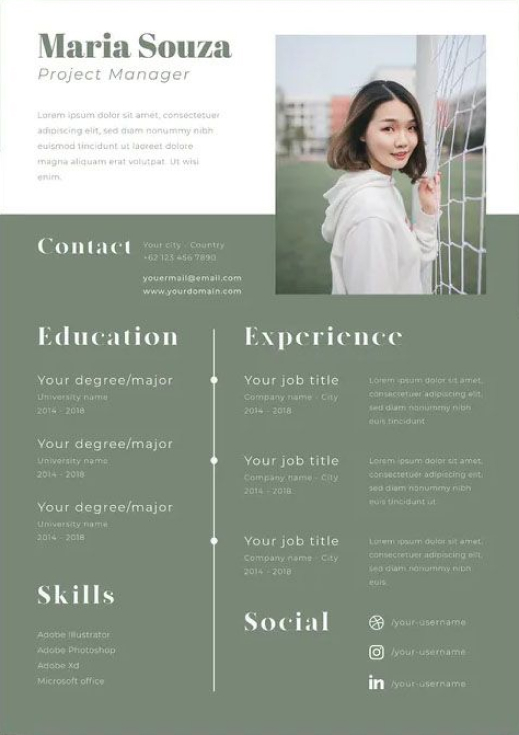 Maria Souza
Project Manager
Lorem ipsum dolor sit amet, consectetuer
adipiscing elit, sed diam nonummy nibh
euismod tincidunt ut laoreet dolore
magna aliquam erat volutpat. Ut wisi
enim.
Contact
Your city - Country
+62 123 456 7890
youermail@email.com
www.yourdomain.com
Education
Your degree/major
University name
2014 - 2018
Your degree/major
University name
2014 - 2018
Your degree/major
University name
2014 - 2018
Skills
Adobe Illustrator
Adobe Photoshop
Adobe Xd
Microsoft office
Experience
Your job title
Company name - City
2014 - 2018
Lorem ipsum dolor sit amet,
consectetuer adipiscing elit,
sed diam nonummy nibh
euis tincidunt
Your job title
Company name - City
2014 - 2018
Lorem ipsum dolor sit amet,
consectetuer adipiscing elit,
sed diam nonummy nibh
euis tincidunt ut
Your job title
Company name - City
2014 - 2018
Lorem ipsum dolor sit amet,
consectetuer adipiscing elit,
sed diam nonummy nibh
euis.
Social
/your-username
/your-username
in /your-username